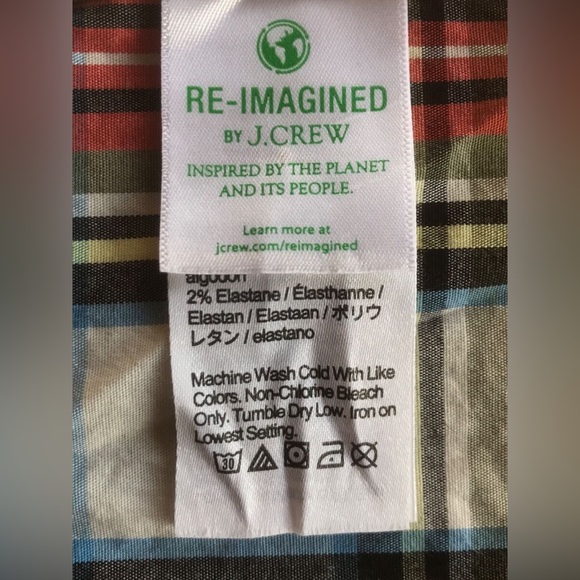 RE-IMAGINED
BY J.CREW
INSPIRED BY THE PLANET
AND ITS PEOPLE.
Learn more at
jcrew.com/reimagined
algodón
2% Elastane / Élasthanne /
Elastan / Elastaan / ポリウ
レタン / elastano
Machine Wash Cold With Like
Colors. Non-Chlorine Bleach
Only. Tumble Dry Low. Iron on
Lowest Setting.
30